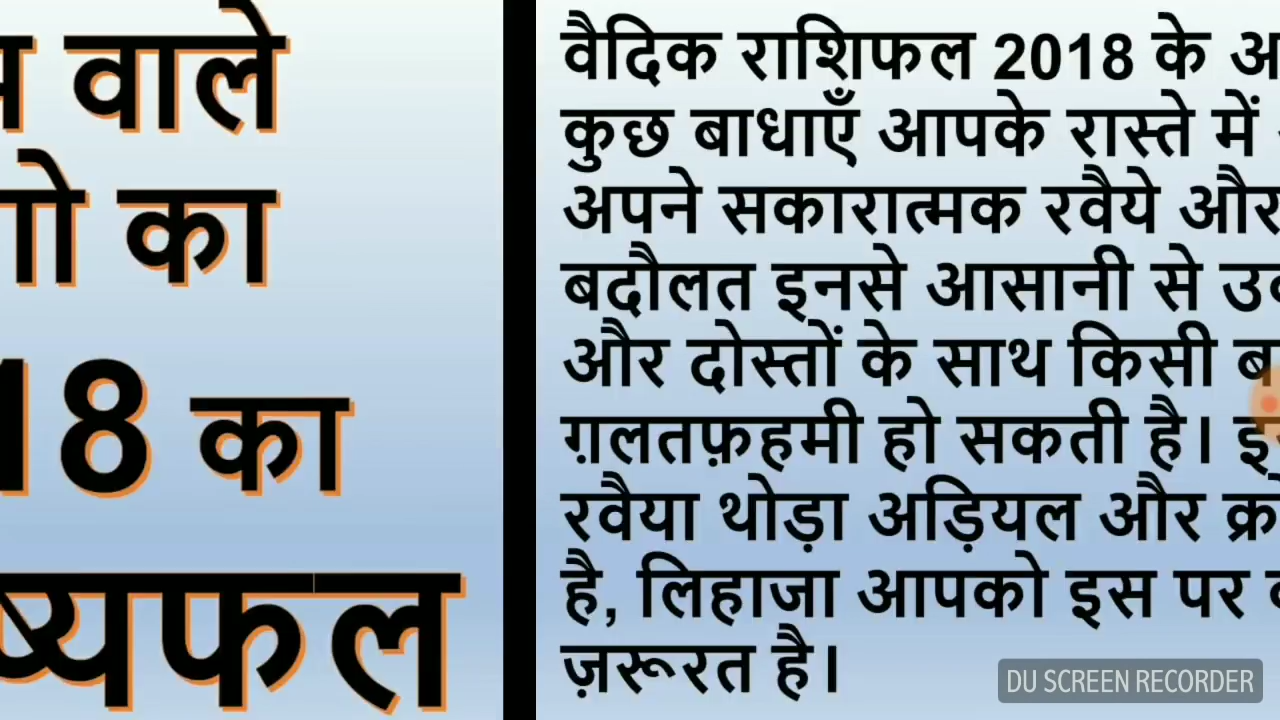 वाले
का
18 का
ष्यफल
वैदिक राशिफल 2018 के
कुछ बाधाएँ आपके रास्ते में
अपने सकारात्मक रवैये और
बदौलत इनसे आसानी से
और दोस्तों के साथ किसी
ग़लतफ़हमी हो सकती है।
रवैया थोड़ा अड़ियल और
है, लिहाजा आपको इस पर
ज़रूरत है।
DU SCREEN RECORDER